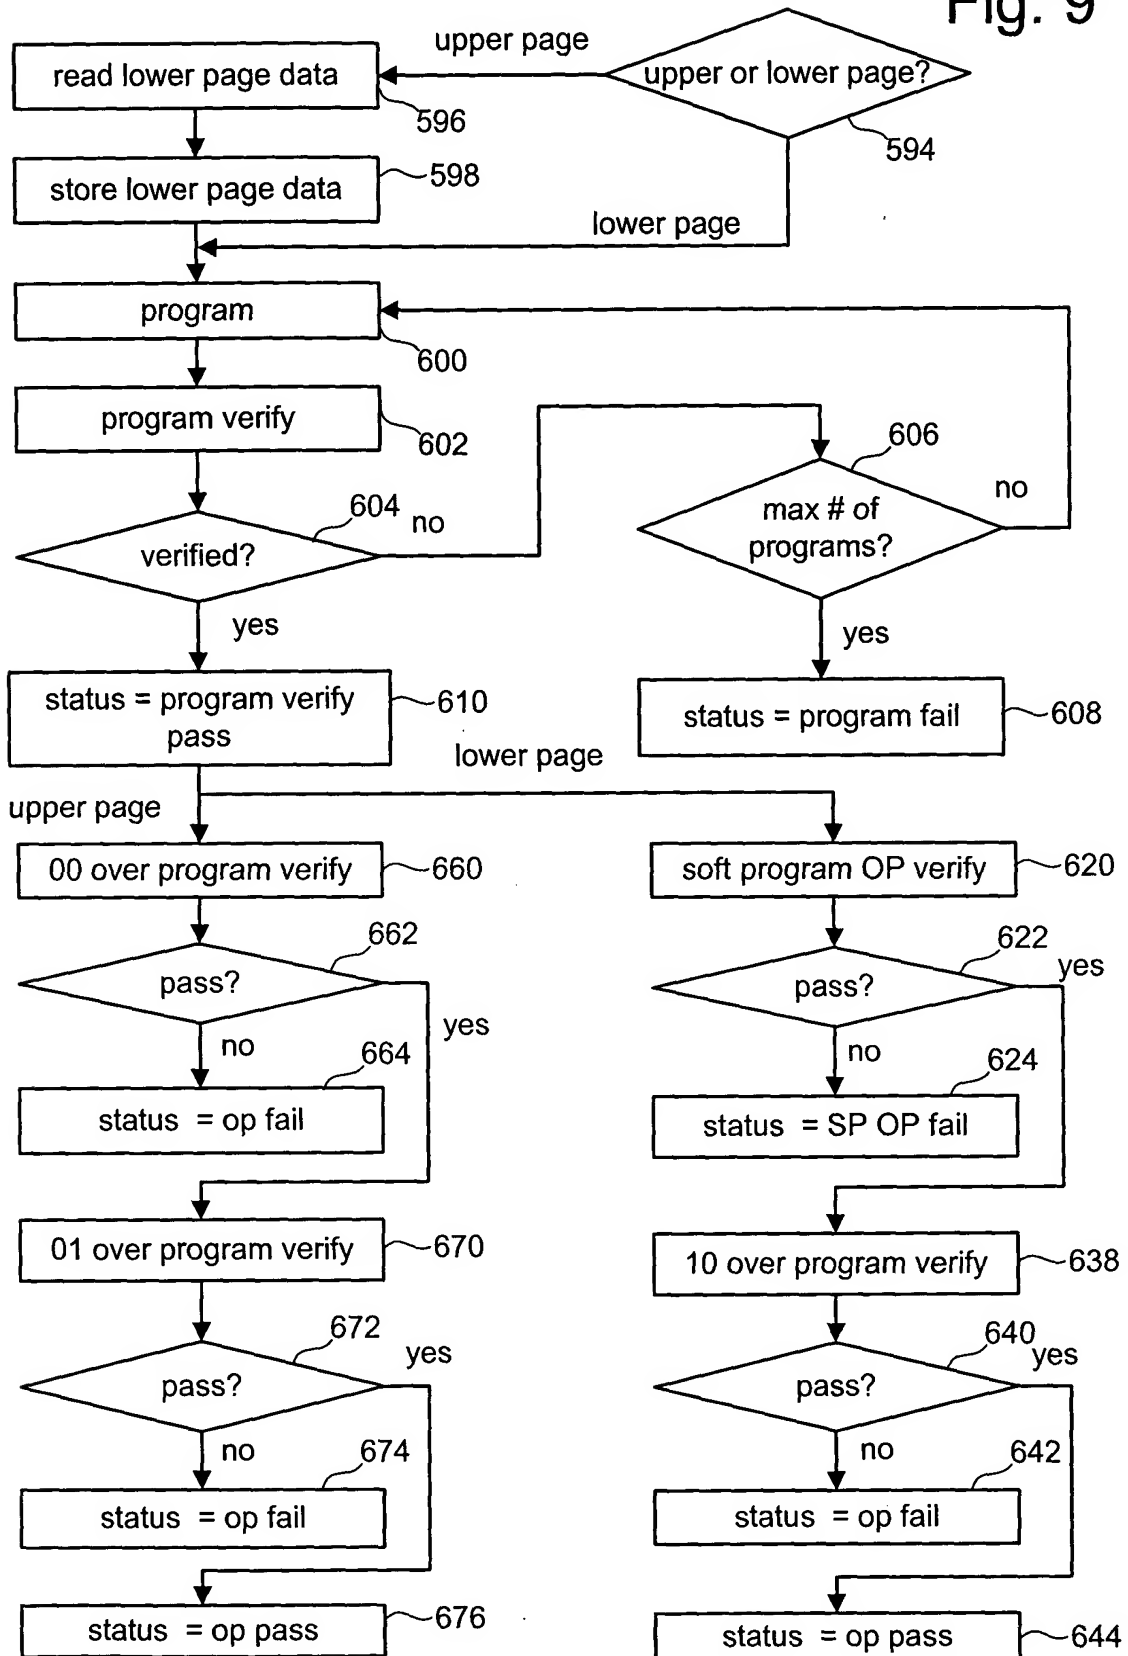 Fig. 9
upper page
upper or lower page?
594
read lower page data
596
store lower page data
598
lower page
program
600
program verify
602
verified?
604
no
yes
max # of
programs?
606
no
yes
status = program verify
pass
610
status = program fail
608
lower page
upper page
00 over program verify
660
soft program OP verify
620
pass?
662
yes
no
pass?
622
yes
no
status = op fail
664
status = SP OP fail
624
01 over program verify
670
10 over program verify
638
pass?
672
yes
no
pass?
640
yes
no
status = op fail
674
status = op fail
642
status = op pass
676
status = op pass
644